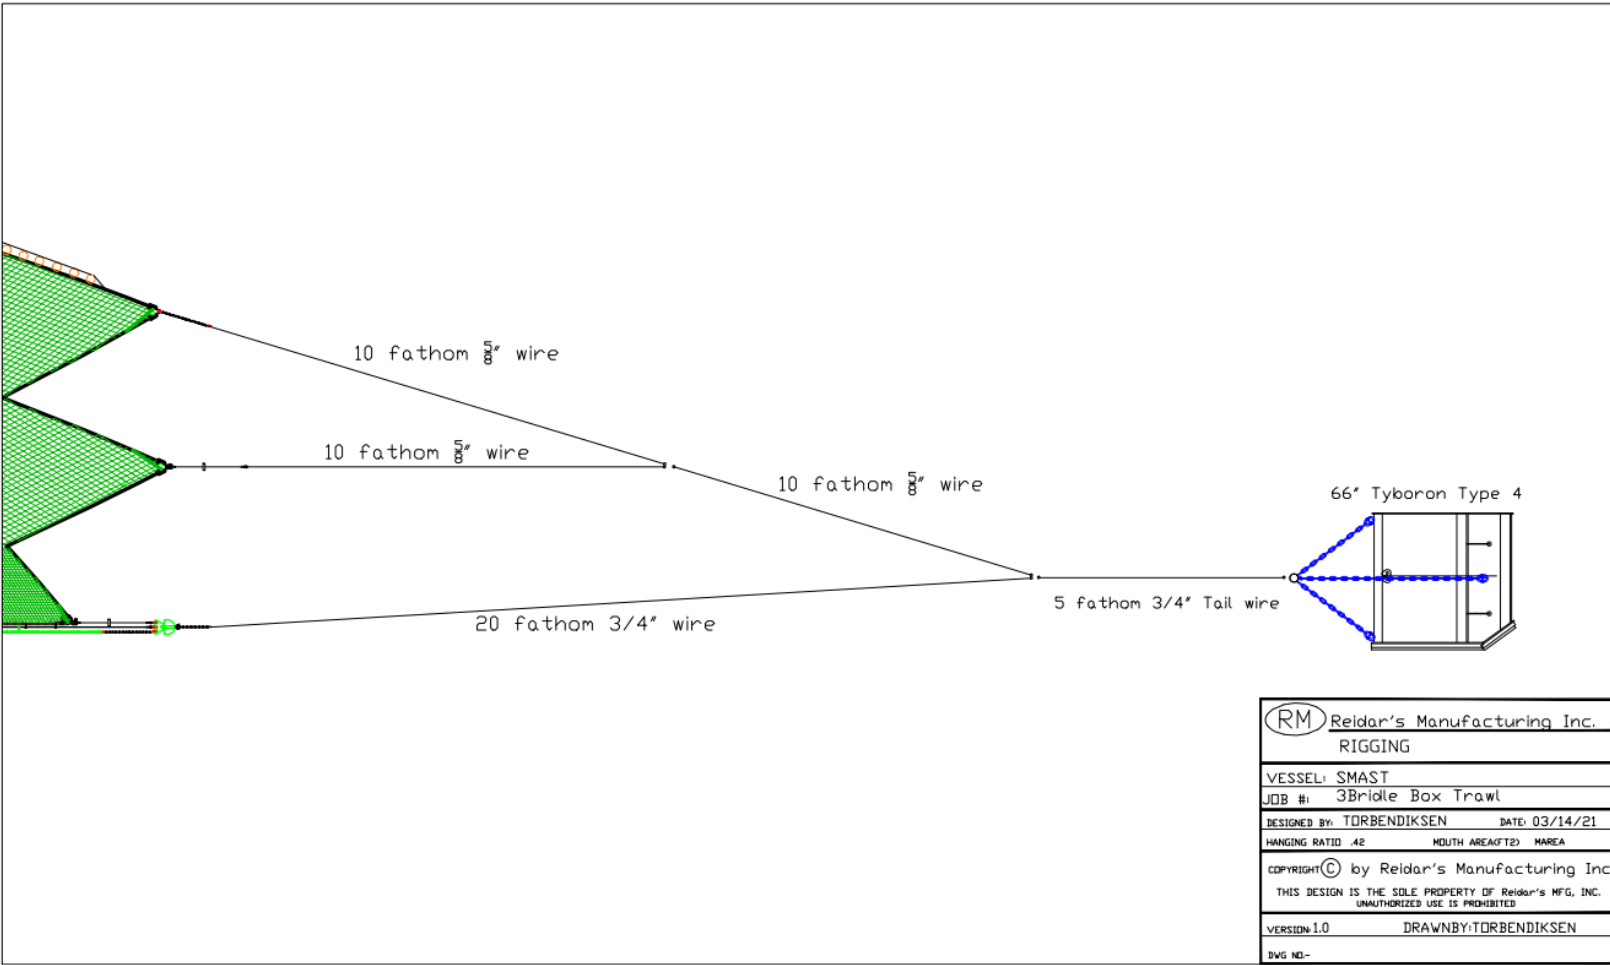 10 fathom 5/8" wire
10 fathom 5/8" wire
10 fathom 5/8" wire
66" Tyboron Type 4
5 fathom 3/4" Tail wire
20 fathom 3/4" wire
RM Reidar's Manufacturing Inc.
RIGGING
VESSEL: SMAST
JOB #: 3Bridle Box Trawl
DESIGNED BY: TORBENDIKSEN DATE: 03/14/21
HANGING RATIO .42 MOUTH AREA(FT2) MAREA
COPYRIGHT © by Reidar's Manufacturing Inc
THIS DESIGN IS THE SOLE PROPERTY OF Reidar's MFG, INC.
UNAUTHORIZED USE IS PROHIBITED
VERSION:1.0 DRAWNBY:TORBENDIKSEN
DWG NO.-